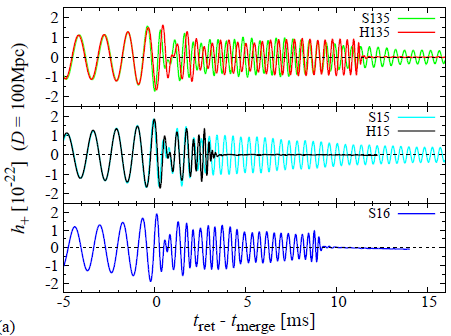 2
1
0
-1
-2
S135
H135
2
1
0
-1
-2
S15
H15
2
1
0
-1
-2
S16
h+ [10-22] (D = 100Mpc)
-5 0 5 10 15
(a)
tret - tmerge [ms]